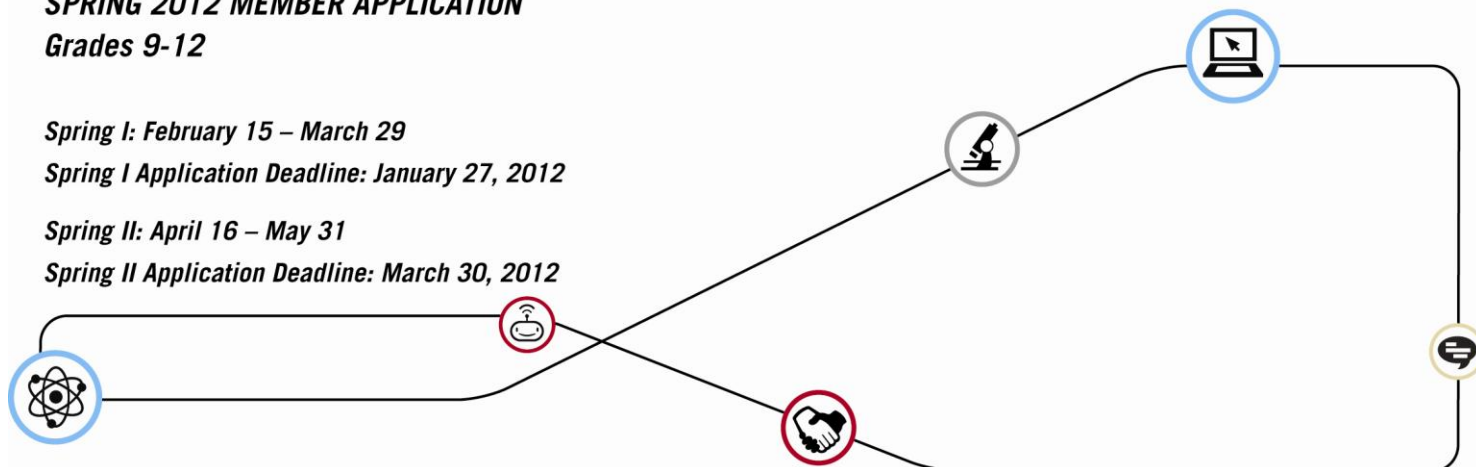 SPRING 2012 MEMBER APPLICATION
Grades 9-12
Spring I: February 15 – March 29
Spring I Application Deadline: January 27, 2012
Spring II: April 16 – May 31
Spring II Application Deadline: March 30, 2012